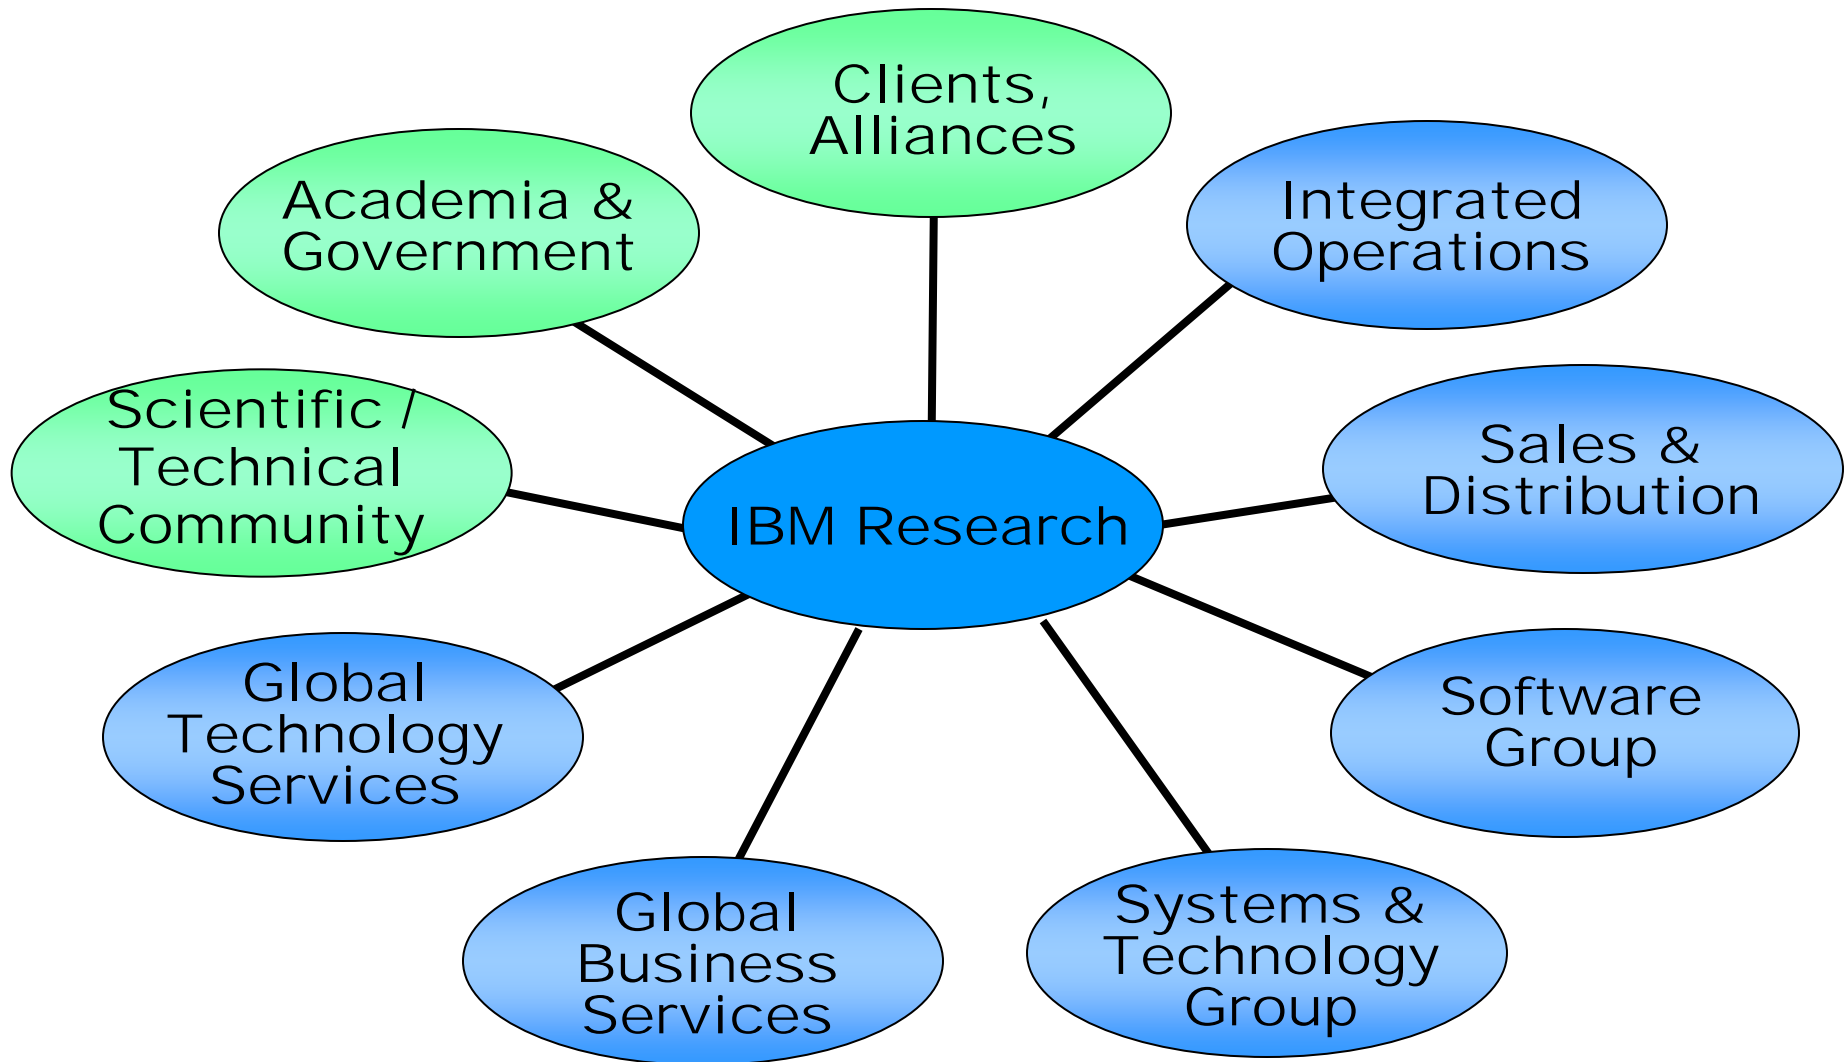 Clients,
Alliances
Academia &
Government
Integrated
Operations
Scientific /
Technical
Community
Sales &
Distribution
IBM Research
Global
Technology
Services
Software
Group
Global
Business
Services
Systems &
Technology
Group